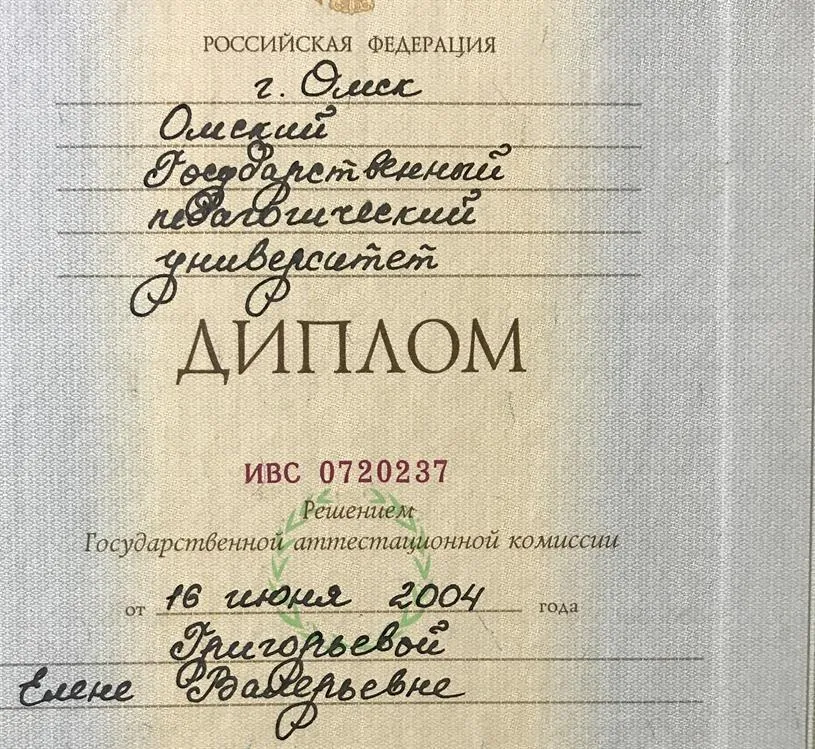 РОССИЙСКАЯ ФЕДЕРАЦИЯ
г. Омск
Омский
Государственный
педагогический
университет
ДИПЛОМ
ИВС 0720237
Решением
Государственной аттестационной комиссии
от 16 июня 2004 года
Григорьевой
Елене Валерьевне